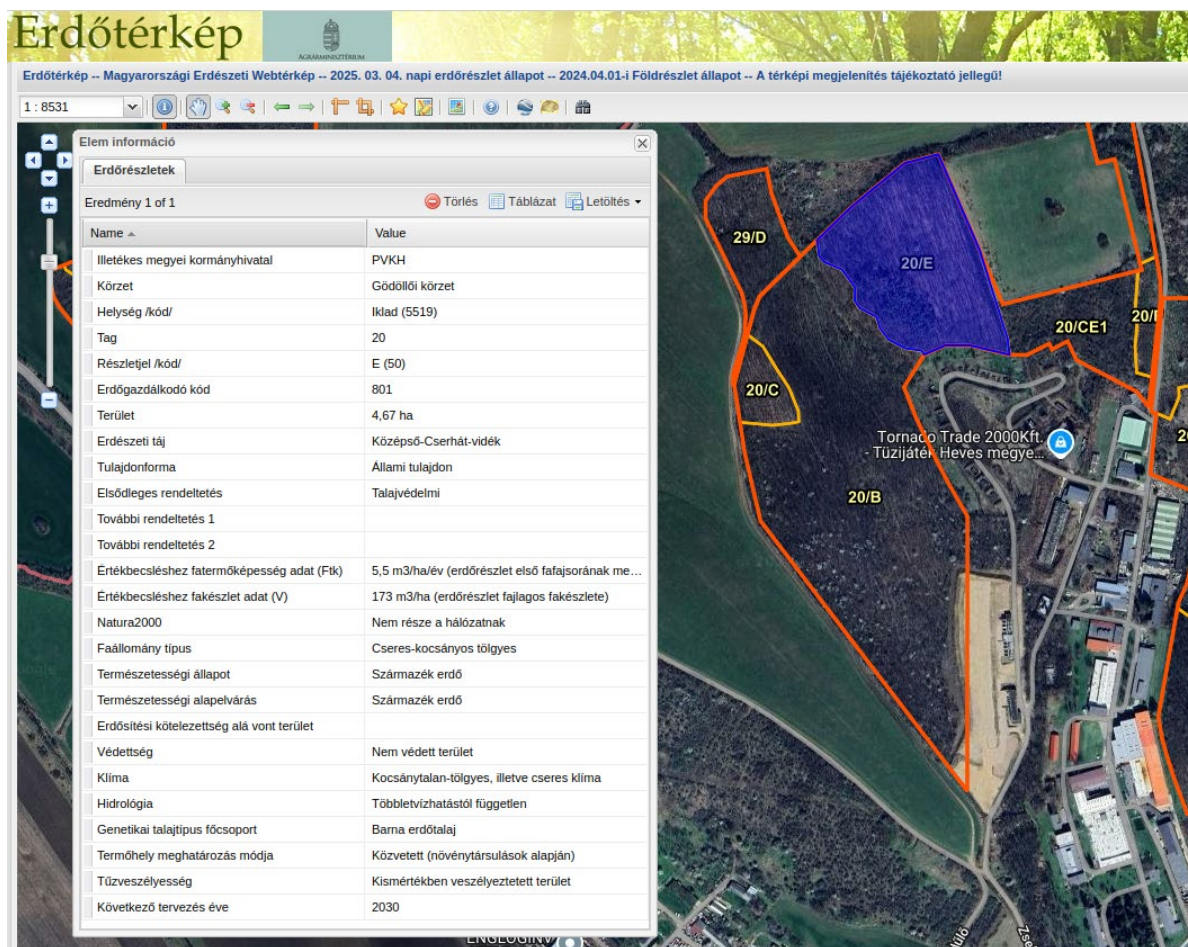 Erdőtérkép
AGRÁRMINISZTÉRIUM
Erdőtérkép -- Magyarországi Erdészeti Webtérkép -- 2025. 03. 04. napi erdőrészlet állapot -- 2024.04.01-i Földrészlet állapot -- A térképi megjelenítés tájékoztató jellegű!
1 : 8531
Elem információ
Erdőrészletek
Eredmény 1 of 1 Törlés Táblázat Letöltés
Name Value
Illetékes megyei kormányhivatal PVKH
Körzet Gödöllői körzet
Helység /kód/ Iklad (5519)
Tag 20
Részletjel /kód/ E (50)
Erdőgazdálkodó kód 801
Terület 4,67 ha
Erdészeti táj Középső-Cserhát-vidék
Tulajdonforma Állami tulajdon
Elsődleges rendeltetés Talajvédelmi
További rendeltetés 1
További rendeltetés 2
Értékbecsléshez fatermőképesség adat (Ftk) 5,5 m3/ha/év (erdőrészlet első fafajsorának me...
Értékbecsléshez fakészlet adat (V) 173 m3/ha (erdőrészlet fajlagos fakészlete)
Natura2000 Nem része a hálózatnak
Faállomány típus Cseres-kocsányos tölgyes
Természetességi állapot Származék erdő
Természetességi alapelvárás Származék erdő
Erdősítési kötelezettség alá vont terület
Védettség Nem védett terület
Klíma Kocsánytalan-tölgyes, illetve cseres klíma
Hidrológia Többletvízhatástól független
Genetikai talajtípus főcsoport Barna erdőtalaj
Termőhely meghatározás módja Közvetett (növénytársulások alapján)
Tűzveszélyesség Kismértékben veszélyeztetett terület
Következő tervezés éve 2030
29/D
20/E
20/CE1
20/C
Tornado Trade 2000Kft.
- Tüzijáték Heves megye...
20/B